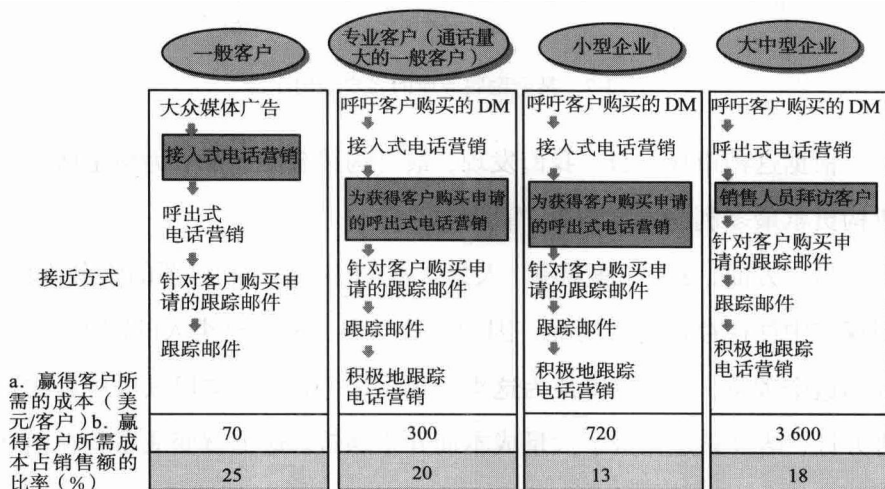 一般客户
专业客户（通话量
大的一般客户）
小型企业
大中型企业
接近方式
大众媒体广告
接入式电话营销
呼出式
电话营销
针对客户购买申
请的跟踪邮件
跟踪邮件
呼吁客户购买的 DM
接入式电话营销
为获得客户购买申请
的呼出式电话营销
针对客户购买申
请的跟踪邮件
跟踪邮件
积极地跟踪
电话营销
呼吁客户购买的 DM
接入式电话营销
为获得客户购买申请
的呼出式电话营销
针对客户购买申
请的跟踪邮件
跟踪邮件
积极地跟踪
电话营销
呼吁客户购买的 DM
呼出式电话营销
销售人员拜访客户
针对客户购买申
请的跟踪邮件
跟踪邮件
积极地跟踪
电话营销
a. 赢得客户所
需的成本（美
元/客户）b. 赢
得客户所需成
本占销售额的
比率（%）
70
300
720
3 600
25
20
13
18